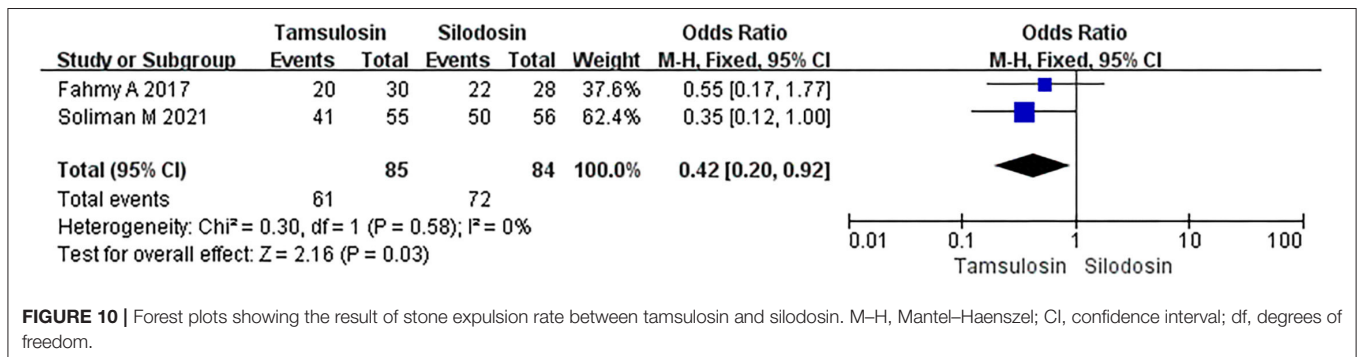 Tamsulosin Silodosin Odds Ratio Odds Ratio
Study or Subgroup Events Total Events Total Weight M-H, Fixed, 95% CI M-H, Fixed, 95% CI
Fahmy A 2017 20 30 22 28 37.6% 0.55 [0.17, 1.77]
Soliman M 2021 41 55 50 56 62.4% 0.35 [0.12, 1.00]
Total (95% CI) 85 84 100.0% 0.42 [0.20, 0.92]
Total events 61 72
Heterogeneity: Chi² = 0.30, df = 1 (P = 0.58); I² = 0%
Test for overall effect: Z = 2.16 (P = 0.03)
0.01 0.1 1 10 100
Tamsulosin Silodosin
FIGURE 10 | Forest plots showing the result of stone expulsion rate between tamsulosin and silodosin. M–H, Mantel–Haenszel; CI, confidence interval; df, degrees of
freedom.